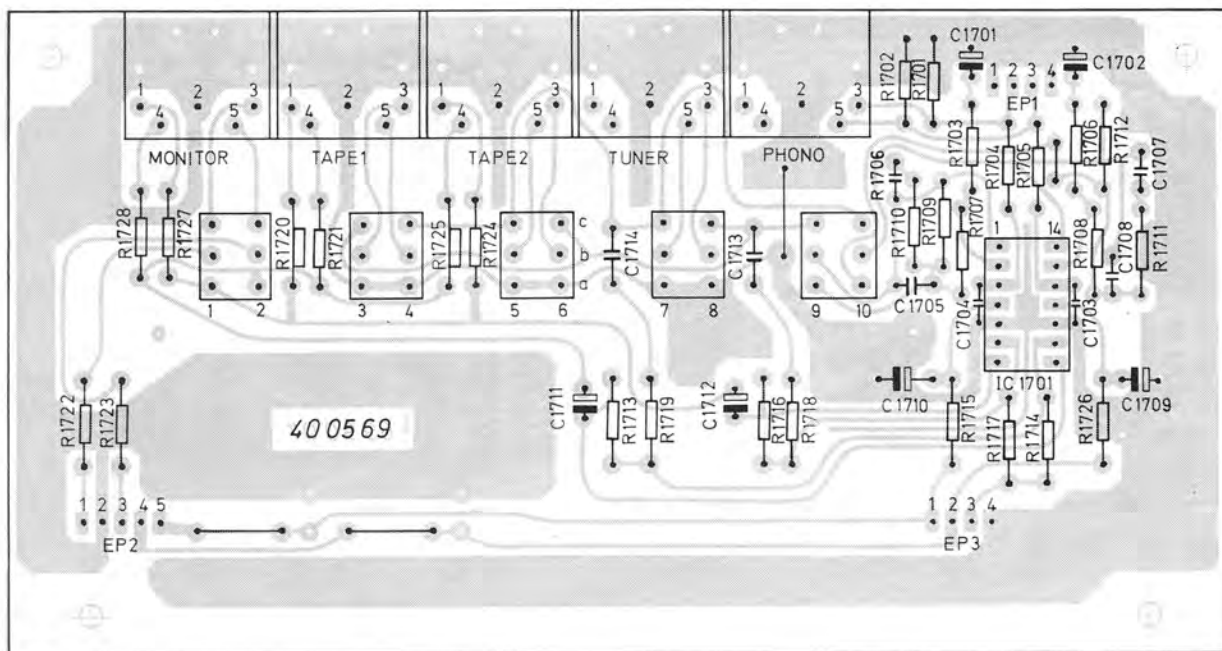 C1701
R1702
R1701
C1702
1 2 3 4
EP1
1 2 3
4 5
1 2 3
4 5
1 2 3
4 5
1 2 3
4 5
1 2 3
4 5
MONITOR
TAPE1
TAPE2
TUNER
PHONO
R1703
R1704
R1705
R1706
R1712
C1707
R1706
R1728
R1727
R1720
R1721
R1725
R1724
c
b
a
C1714
C1713
R1710
R1709
R1707
1 14
R1708
C1708
R1711
1 2
3 4
5 6
7 8
9 10
C1705
C1704
C1703
IC1701
R1722
R1723
400569
C1711
R1713
R1719
C1712
R1716
R1718
C1710
R1715
R1717
R1714
R1726
C1709
1 2 3 4 5
EP2
1 2 3 4
EP3